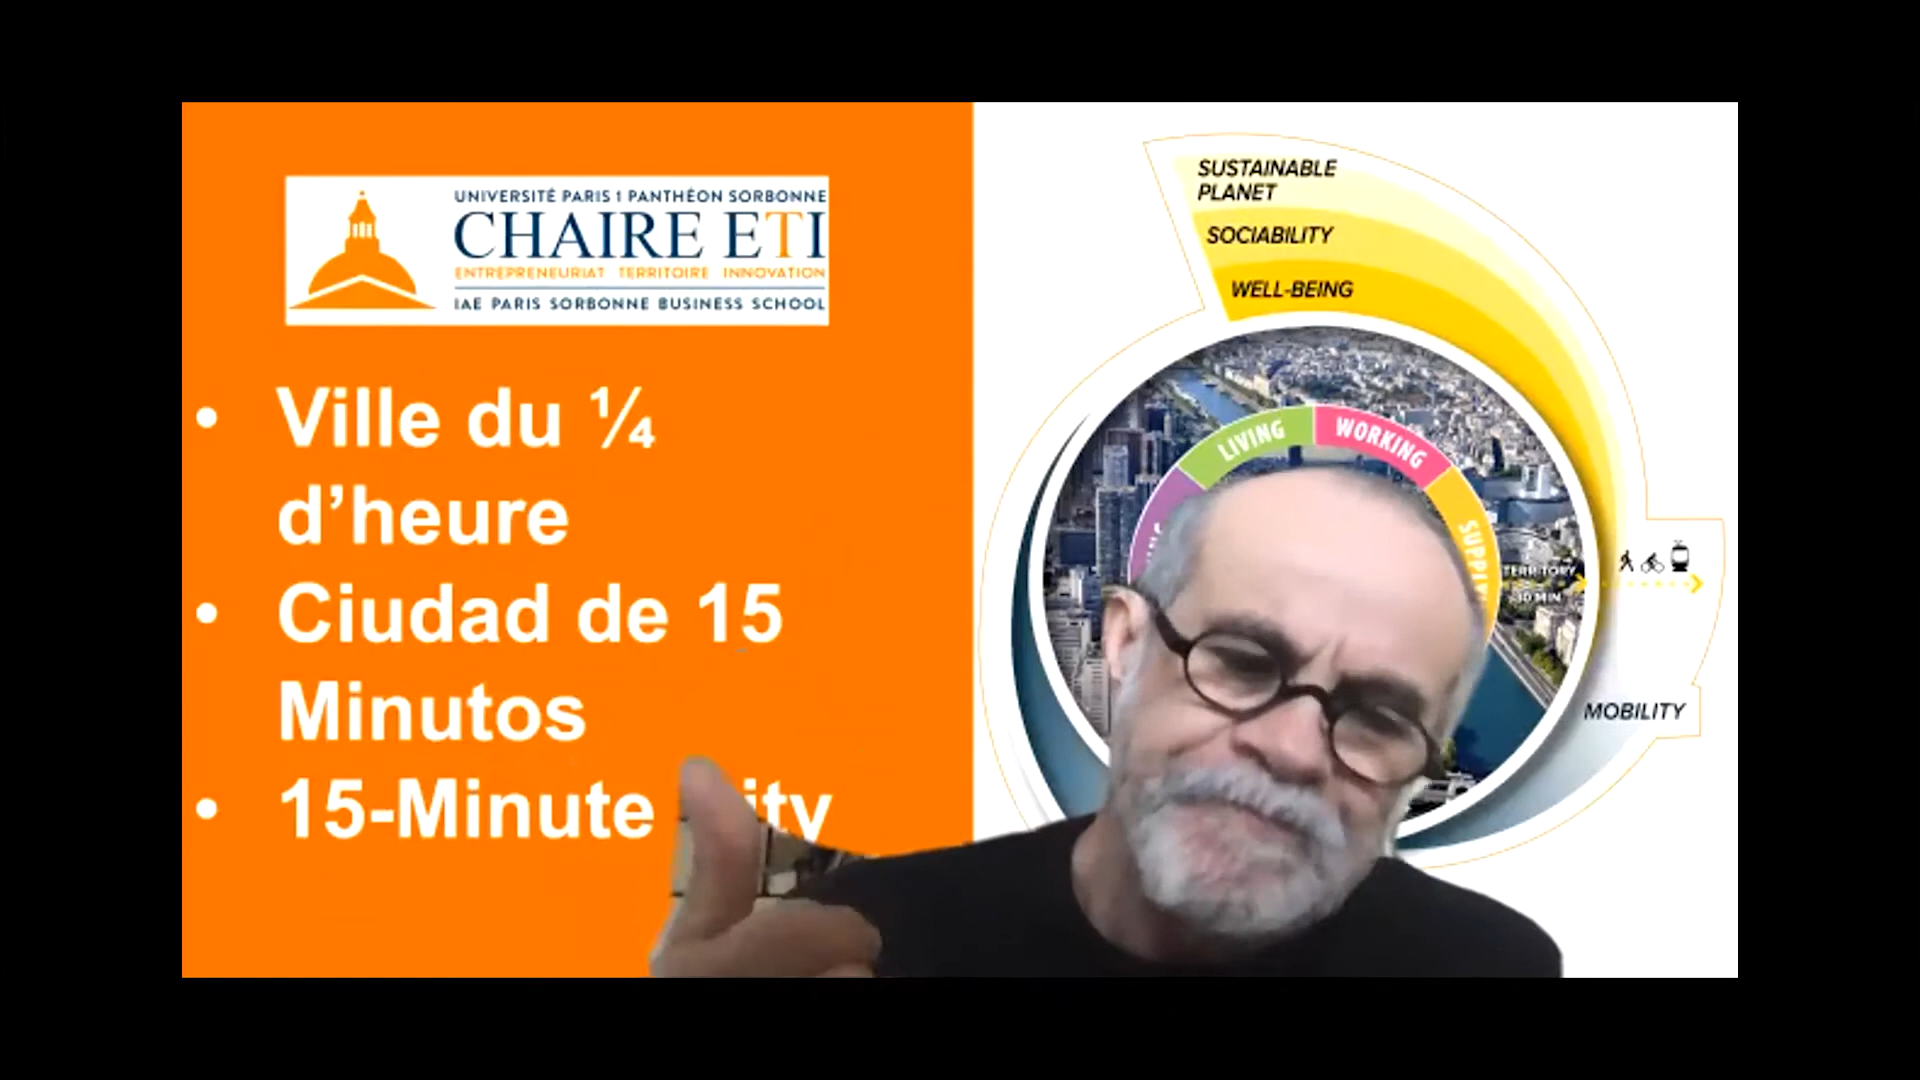 UNIVERSITÉ PARIS 1 PANTHÉON SORBONNE
CHAIRE ETI
ENTREPRENEURIAT TERRITOIRE INNOVATION
IAE PARIS SORBONNE BUSINESS SCHOOL
• Ville du ¼
d’heure
• Ciudad de 15
Minutos
• 15-Minute
SUSTAINABLE
PLANET
SOCIABILITY
WELL-BEING
LIVING
WORKING
TERRITORY
30 MIN
MOBILITY